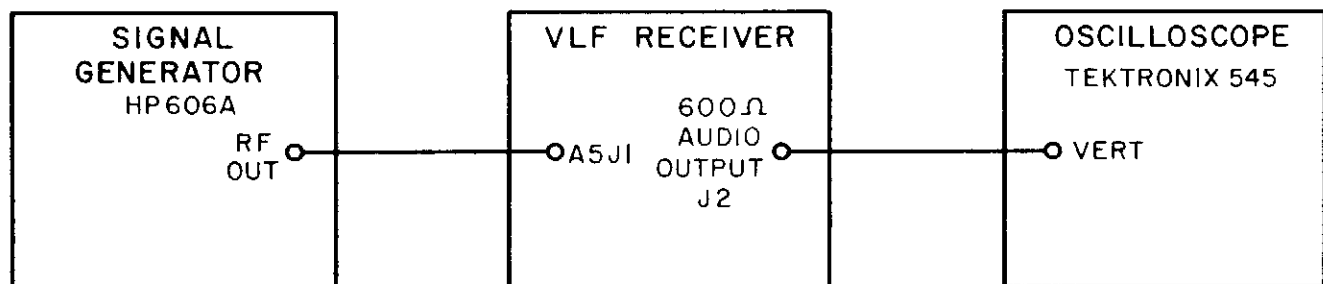 SIGNAL
GENERATOR
HP606A
RF
OUT
VLF RECEIVER
A5J1
600Ω
AUDIO
OUTPUT
J2
OSCILLOSCOPE
TEKTRONIX 545
VERT